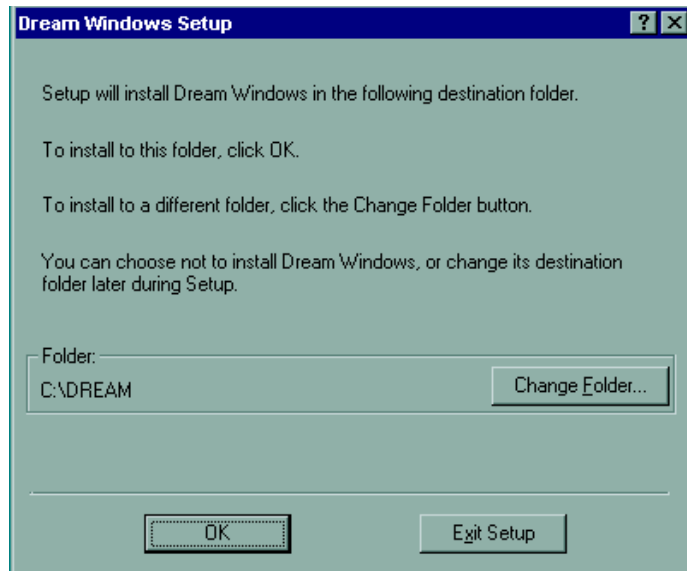 Dream Windows Setup
Setup will install Dream Windows in the following destination folder.
To install to this folder, click OK.
To install to a different folder, click the Change Folder button.
You can choose not to install Dream Windows, or change its destination
folder later during Setup.
Folder:
C:\DREAM
Change Folder...
OK
Exit Setup